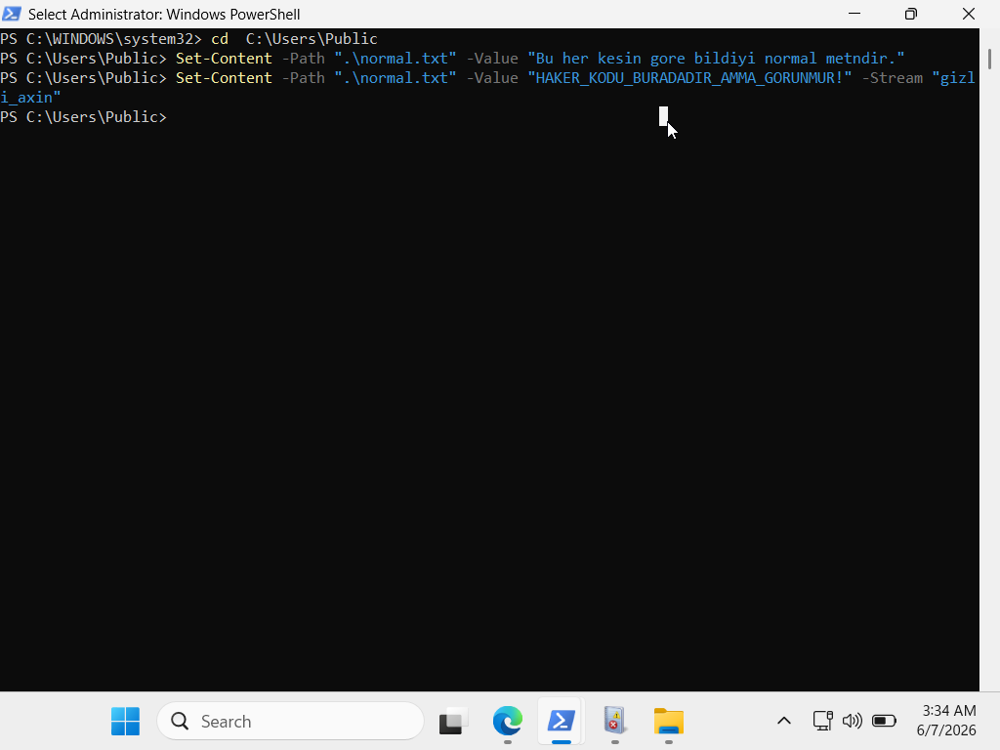 Select Administrator: Windows PowerShell
PS C:\WINDOWS\system32> cd  C:\Users\Public
PS C:\Users\Public> Set-Content -Path ".\normal.txt" -Value "Bu her kesin gore bildiyi normal metndir."
PS C:\Users\Public> Set-Content -Path ".\normal.txt" -Value "HAKER_KODU_BURADADIR_AMMA_GORUNMUR!" -Stream "gizl
i_axin"
PS C:\Users\Public>
Search
3:34 AM
6/7/2026